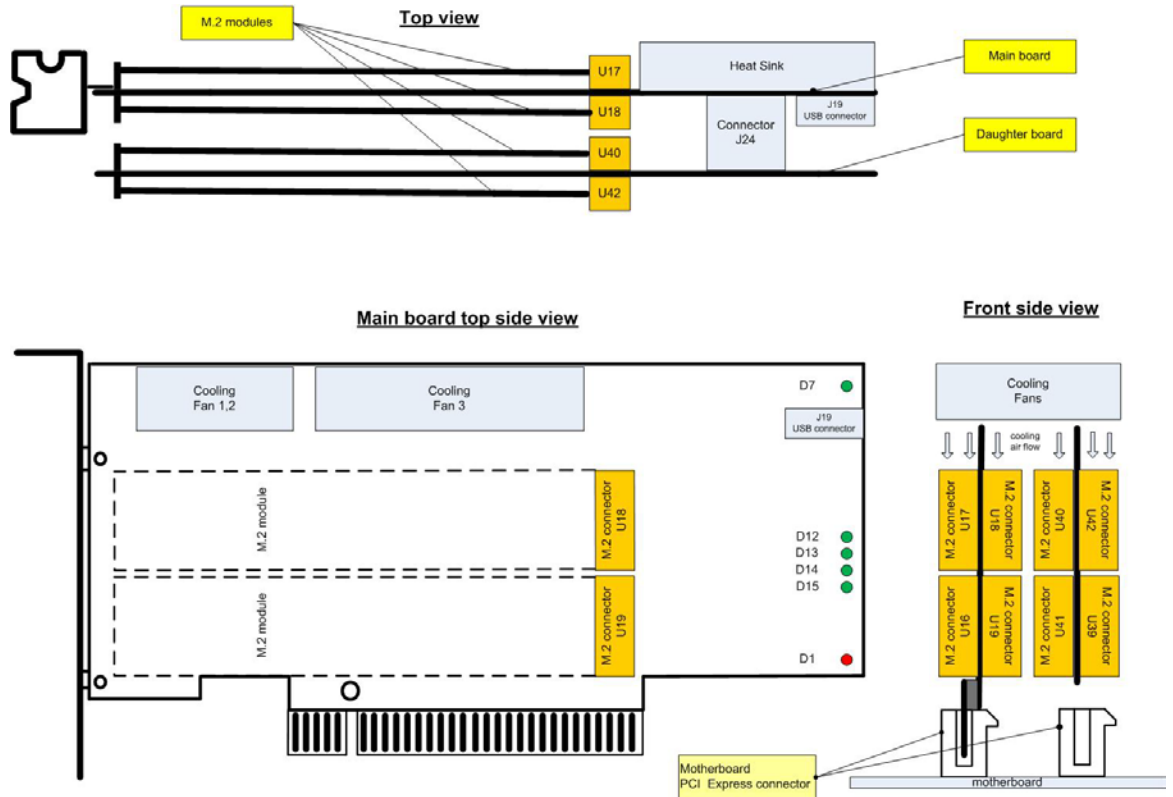 Top view
M.2 modules
U17
Heat Sink
Main board
U18
Connector
J24
J19
USB connector
U40
Daughter board
U42
Main board top side view
Front side view
Cooling
Fan 1,2
Cooling
Fan 3
D7
J19
USB connector
M.2 module
M.2 connector
U18
D12
D13
D14
D15
M.2 module
M.2 connector
U19
D1
Cooling
Fans
cooling
air flow
M.2 connector
U17
M.2 connector
U18
M.2 connector
U40
M.2 connector
U42
M.2 connector
U16
M.2 connector
U19
M.2 connector
U41
M.2 connector
U39
Motherboard
PCI Express connector
motherboard